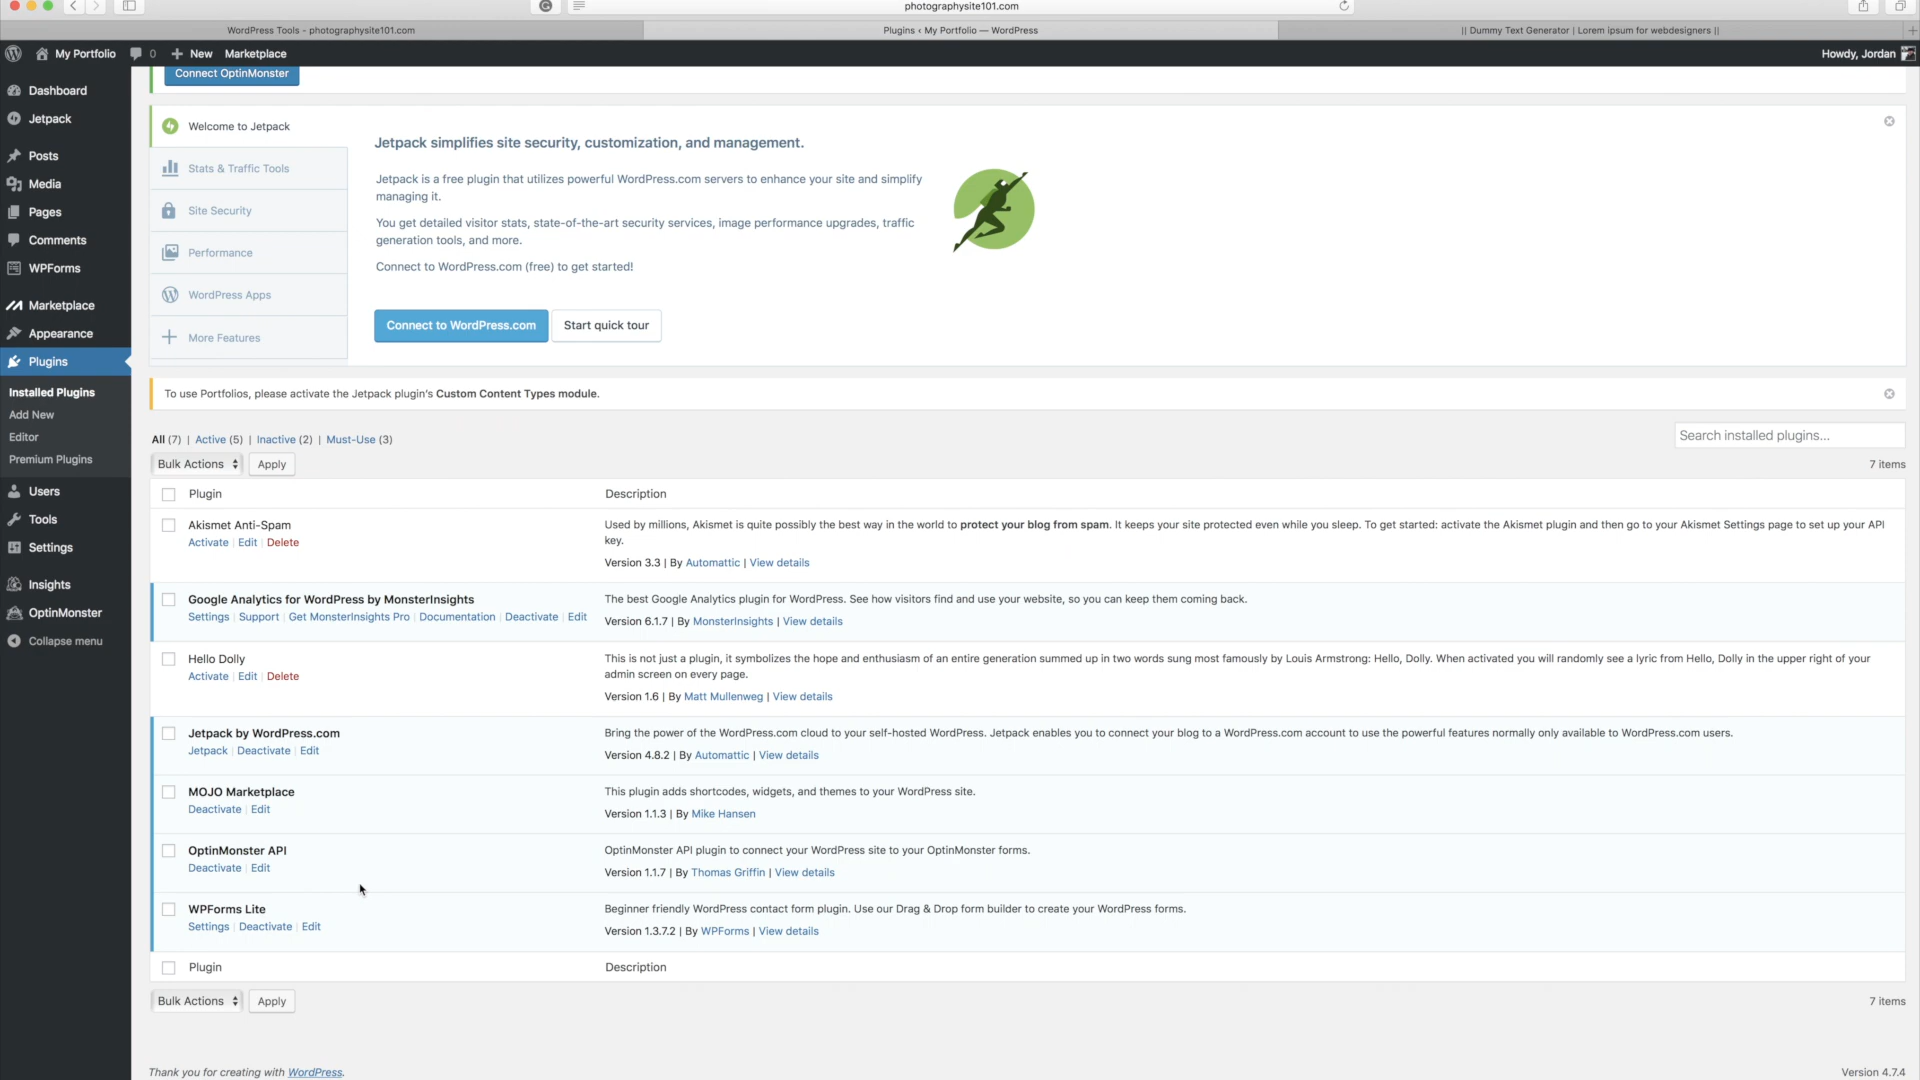 photographysite101.com
WordPress Tools - photographysite101.com
Plugins ‹ My Portfolio — WordPress
|| Dummy Text Generator | Lorem ipsum for webdesigners ||
My Portfolio 0 New Marketplace
Howdy, Jordan
Dashboard
Jetpack
Posts
Media
Pages
Comments
WPForms
Marketplace
Appearance
Plugins
Installed Plugins
Add New
Editor
Premium Plugins
Users
Tools
Settings
Insights
OptinMonster
Collapse menu
Connect OptinMonster
Welcome to Jetpack
Stats & Traffic Tools
Site Security
Performance
WordPress Apps
More Features
Jetpack simplifies site security, customization, and management.
Jetpack is a free plugin that utilizes powerful WordPress.com servers to enhance your site and simplify
managing it.
You get detailed visitor stats, state-of-the-art security services, image performance upgrades, traffic
generation tools, and more.
Connect to WordPress.com (free) to get started!
Connect to WordPress.com Start quick tour
To use Portfolios, please activate the Jetpack plugin's Custom Content Types module.
All (7) | Active (5) | Inactive (2) | Must-Use (3)
Search installed plugins...
Bulk Actions Apply
7 items
Plugin Description
Akismet Anti-Spam
Activate | Edit | Delete
Used by millions, Akismet is quite possibly the best way in the world to protect your blog from spam. It keeps your site protected even while you sleep. To get started: activate the Akismet plugin and then go to your Akismet Settings page to set up your API
key.
Version 3.3 | By Automattic | View details
Google Analytics for WordPress by MonsterInsights
Settings | Support | Get MonsterInsights Pro | Documentation | Deactivate | Edit
The best Google Analytics plugin for WordPress. See how visitors find and use your website, so you can keep them coming back.
Version 6.1.7 | By MonsterInsights | View details
Hello Dolly
Activate | Edit | Delete
This is not just a plugin, it symbolizes the hope and enthusiasm of an entire generation summed up in two words sung most famously by Louis Armstrong: Hello, Dolly. When activated you will randomly see a lyric from Hello, Dolly in the upper right of your
admin screen on every page.
Version 1.6 | By Matt Mullenweg | View details
Jetpack by WordPress.com
Jetpack | Deactivate | Edit
Bring the power of the WordPress.com cloud to your self-hosted WordPress. Jetpack enables you to connect your blog to a WordPress.com account to use the powerful features normally only available to WordPress.com users.
Version 4.8.2 | By Automattic | View details
MOJO Marketplace
Deactivate | Edit
This plugin adds shortcodes, widgets, and themes to your WordPress site.
Version 1.1.3 | By Mike Hansen
OptinMonster API
Deactivate | Edit
OptinMonster API plugin to connect your WordPress site to your OptinMonster forms.
Version 1.1.7 | By Thomas Griffin | View details
WPForms Lite
Settings | Deactivate | Edit
Beginner friendly WordPress contact form plugin. Use our Drag & Drop form builder to create your WordPress forms.
Version 1.3.7.2 | By WPForms | View details
Plugin Description
Bulk Actions Apply
7 items
Thank you for creating with WordPress.
Version 4.7.4